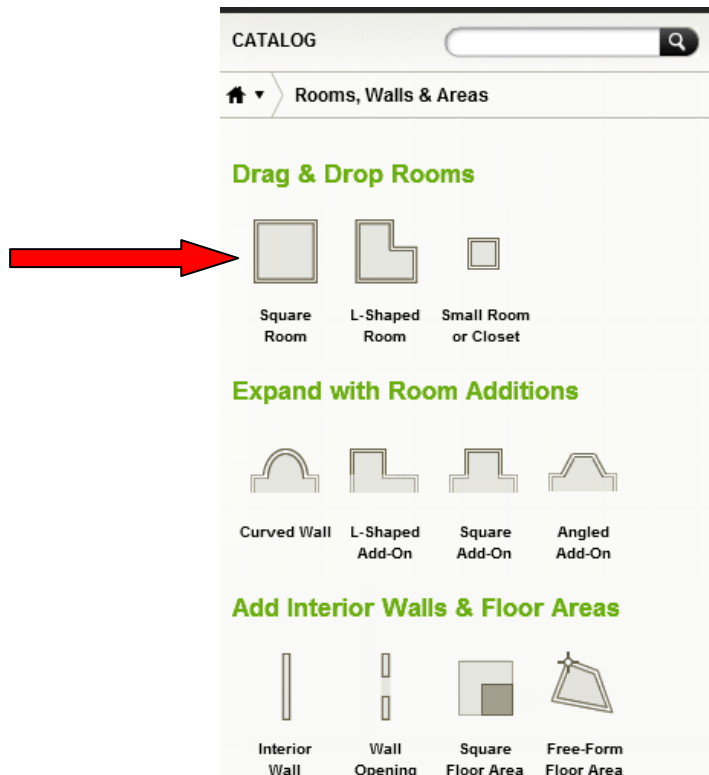 CATALOG
Rooms, Walls & Areas
Drag & Drop Rooms
Square Room
L-Shaped Room
Small Room or Closet
Expand with Room Additions
Curved Wall
L-Shaped Add-On
Square Add-On
Angled Add-On
Add Interior Walls & Floor Areas
Interior Wall
Wall Opening
Square Floor Area
Free-Form Floor Area